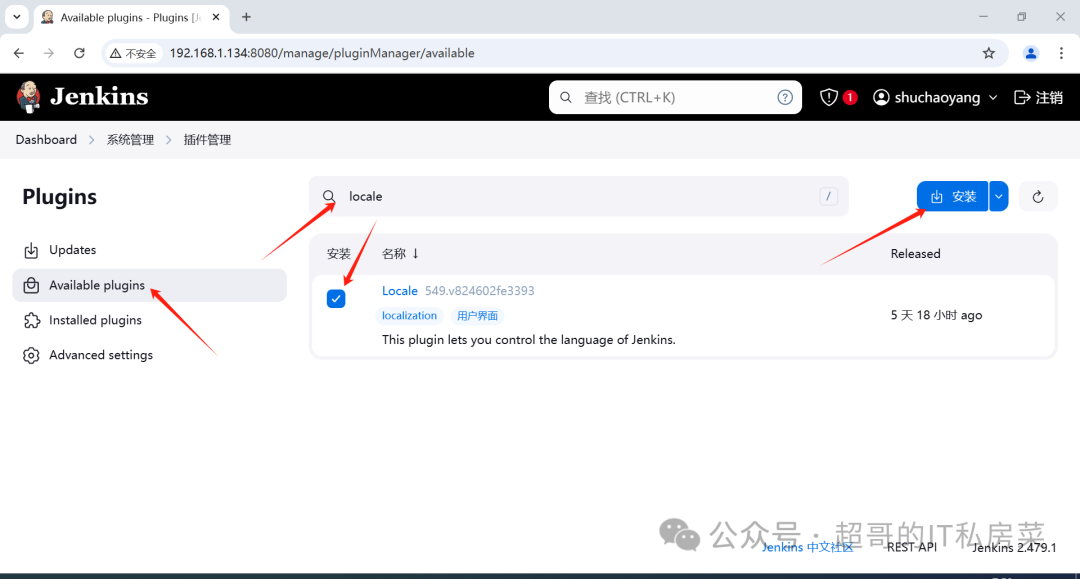 Available plugins - Plugins [Je
不安全 192.168.1.134:8080/manage/pluginManager/available
Jenkins 查找 (CTRL+K) ? 1 shuchaoyang 注销
Dashboard 系统管理 插件管理
Plugins
locale / 安装
Updates
Available plugins
Installed plugins
Advanced settings
安装 名称 ↓ Released
Locale 549.v824602fe3393
localization 用户界面
This plugin lets you control the language of Jenkins.
5 天 18 小时 ago
公众号 · 超哥的IT私房菜
Jenkins 中文社区 REST API Jenkins 2.479.1